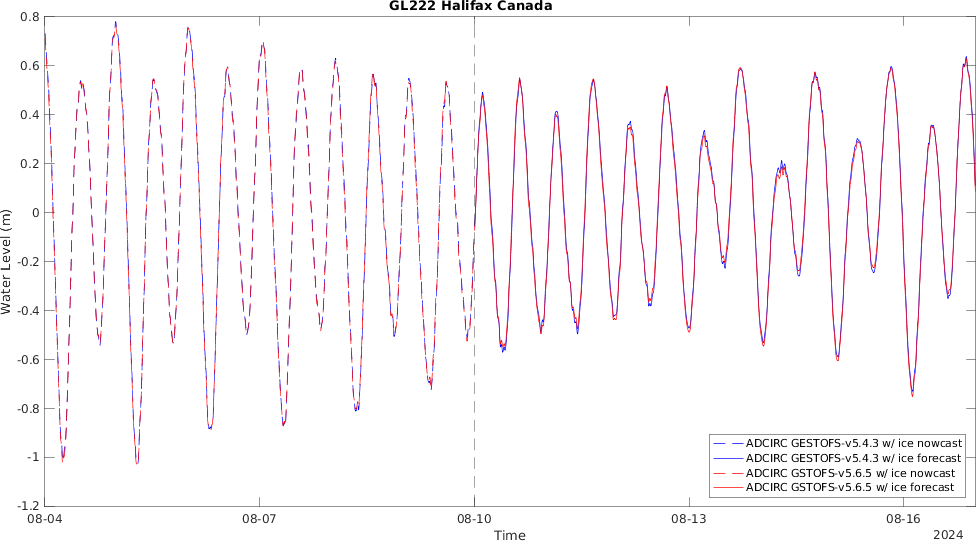 GL222 Halifax Canada
0.8
0.6
0.4
0.2
0
-0.2
-0.4
-0.6
-0.8
-1
-1.2
Water Level (m)
ADCIRC GESTOFS-v5.4.3 w/ ice nowcast
ADCIRC GESTOFS-v5.4.3 w/ ice forecast
ADCIRC GSTOFS-v5.6.5 w/ ice nowcast
ADCIRC GSTOFS-v5.6.5 w/ ice forecast
08-04 08-07 08-10 08-13 08-16
Time
2024